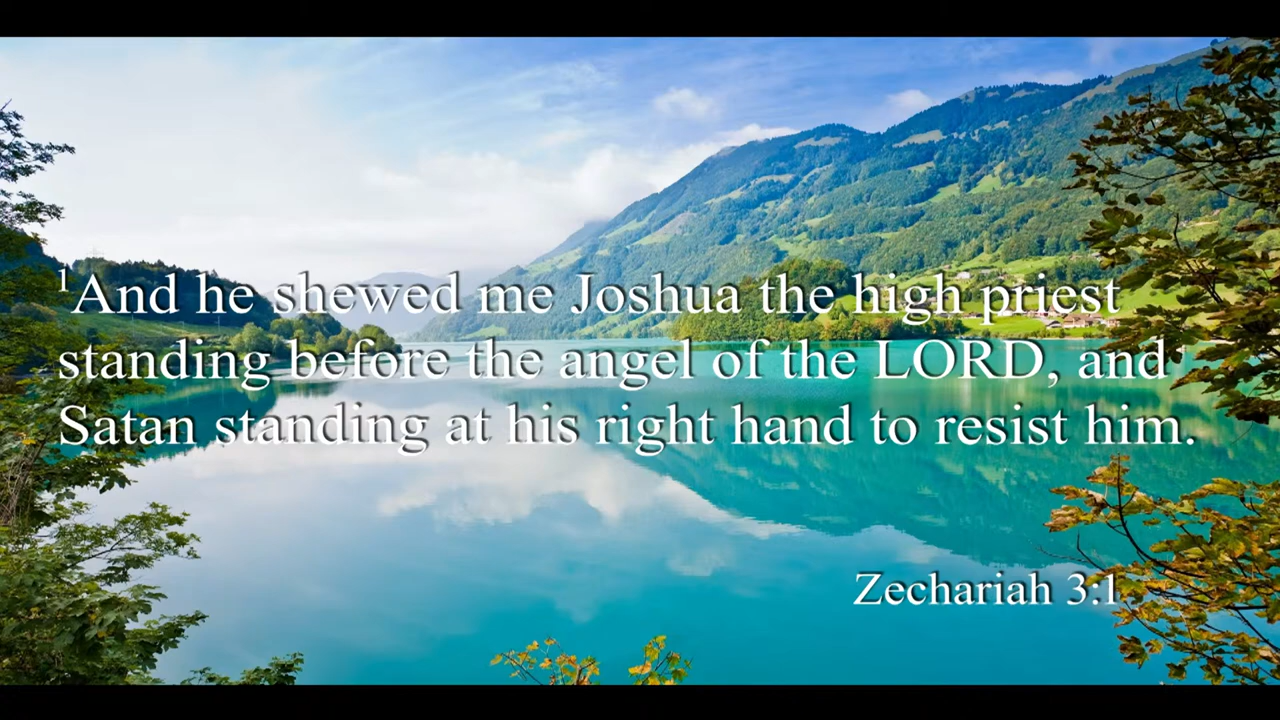 ¹And he shewed me Joshua the high priest
standing before the angel of the LORD, and
Satan standing at his right hand to resist him.
Zechariah 3:1